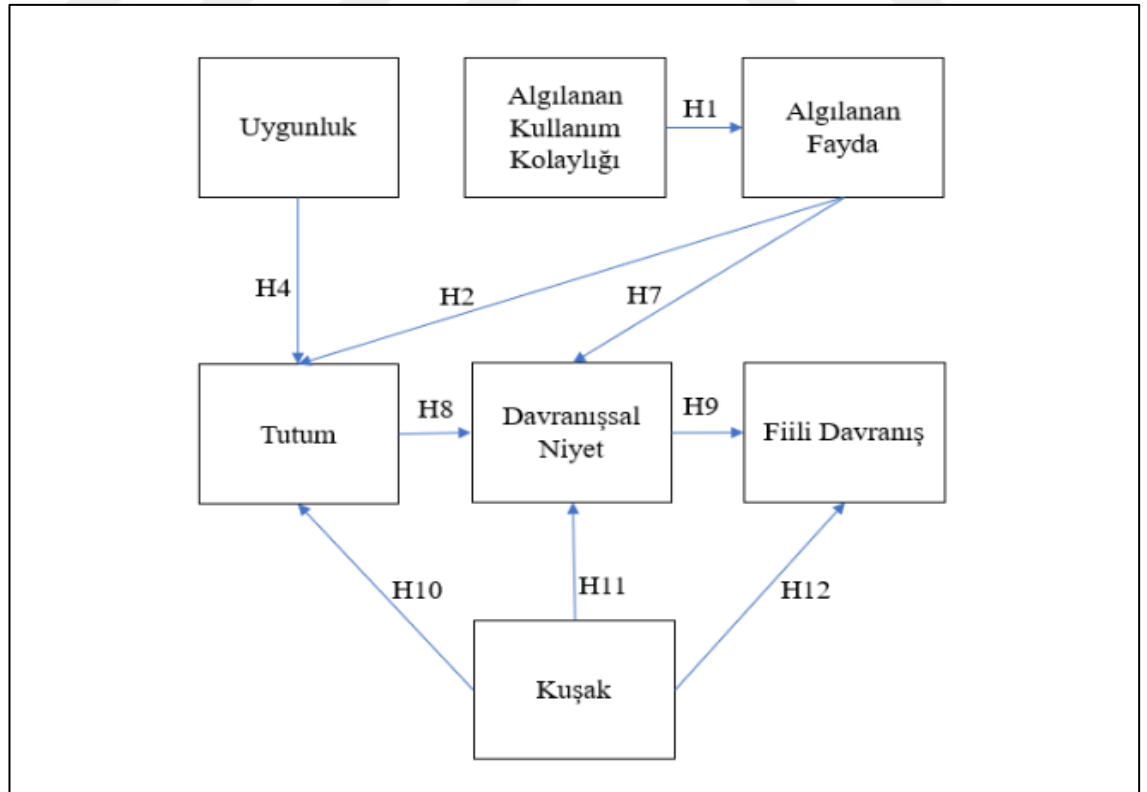 Uygunluk
Algılanan
Kullanım
Kolaylığı
H1
Algılanan
Fayda
H4
H2
H7
Tutum
H8
Davranışsal
Niyet
H9
Fiili Davranış
H10
H11
H12
Kuşak